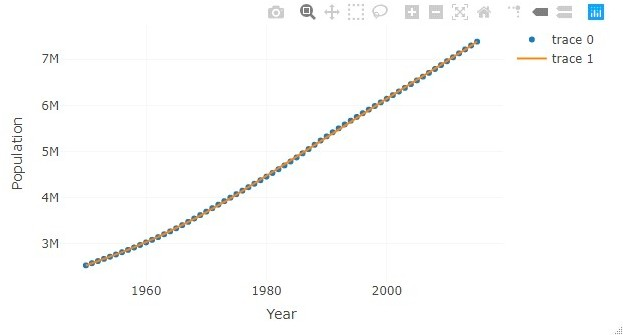 trace 0
trace 1
7M
6M
5M
4M
3M
Population
1960
1980
2000
Year